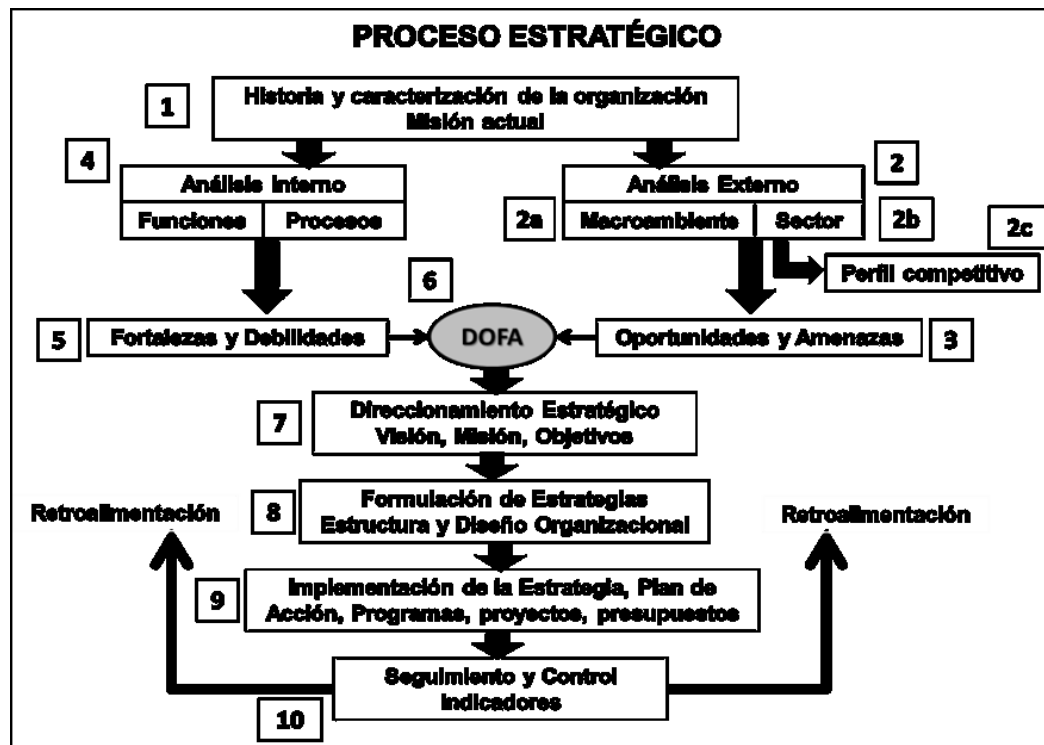 PROCESO ESTRATÉGICO
1
Historia y caracterización de la organización
Misión actual
4
Análisis Interno
Funciones
Procesos
2
Análisis Externo
2a
Macroambiente
Sector
2b
2c
Perfil competitivo
6
5
Fortalezas y Debilidades
DOFA
Oportunidades y Amenazas
3
7
Direccionamiento Estratégico
Visión, Misión, Objetivos
Retroalimentación
8
Formulación de Estrategias
Estructura y Diseño Organizacional
Retroalimentación
9
Implementación de la Estrategia, Plan de
Acción, Programas, proyectos, presupuestos
Seguimiento y Control
Indicadores
10